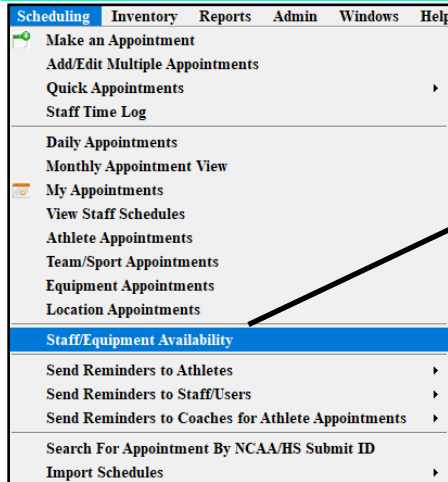 Scheduling Inventory Reports Admin Windows Help
Make an Appointment
Add/Edit Multiple Appointments
Quick Appointments
Staff Time Log
Daily Appointments
Monthly Appointment View
My Appointments
View Staff Schedules
Athlete Appointments
Team/Sport Appointments
Equipment Appointments
Location Appointments
Staff/Equipment Availability
Send Reminders to Athletes
Send Reminders to Staff/Users
Send Reminders to Coaches for Athlete Appointments
Search For Appointment By NCAA/HS Submit ID
Import Schedules